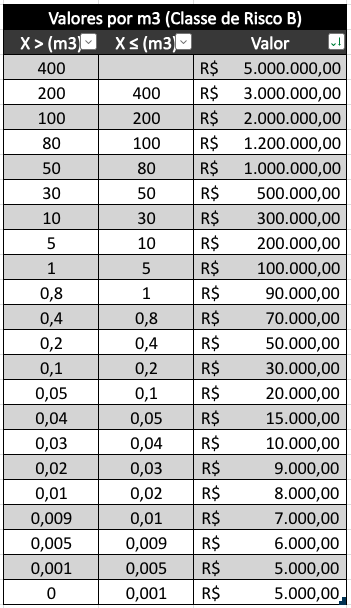 Valores por m3 (Classe de Risco B)
X > (m3) X ≤ (m3) Valor
400 R$ 5.000.000,00
200 400 R$ 3.000.000,00
100 200 R$ 2.000.000,00
80 100 R$ 1.200.000,00
50 80 R$ 1.000.000,00
30 50 R$ 500.000,00
10 30 R$ 300.000,00
5 10 R$ 200.000,00
1 5 R$ 100.000,00
0,8 1 R$ 90.000,00
0,4 0,8 R$ 70.000,00
0,2 0,4 R$ 50.000,00
0,1 0,2 R$ 30.000,00
0,05 0,1 R$ 20.000,00
0,04 0,05 R$ 15.000,00
0,03 0,04 R$ 10.000,00
0,02 0,03 R$ 9.000,00
0,01 0,02 R$ 8.000,00
0,009 0,01 R$ 7.000,00
0,005 0,009 R$ 6.000,00
0,001 0,005 R$ 5.000,00
0 0,001 R$ 5.000,00